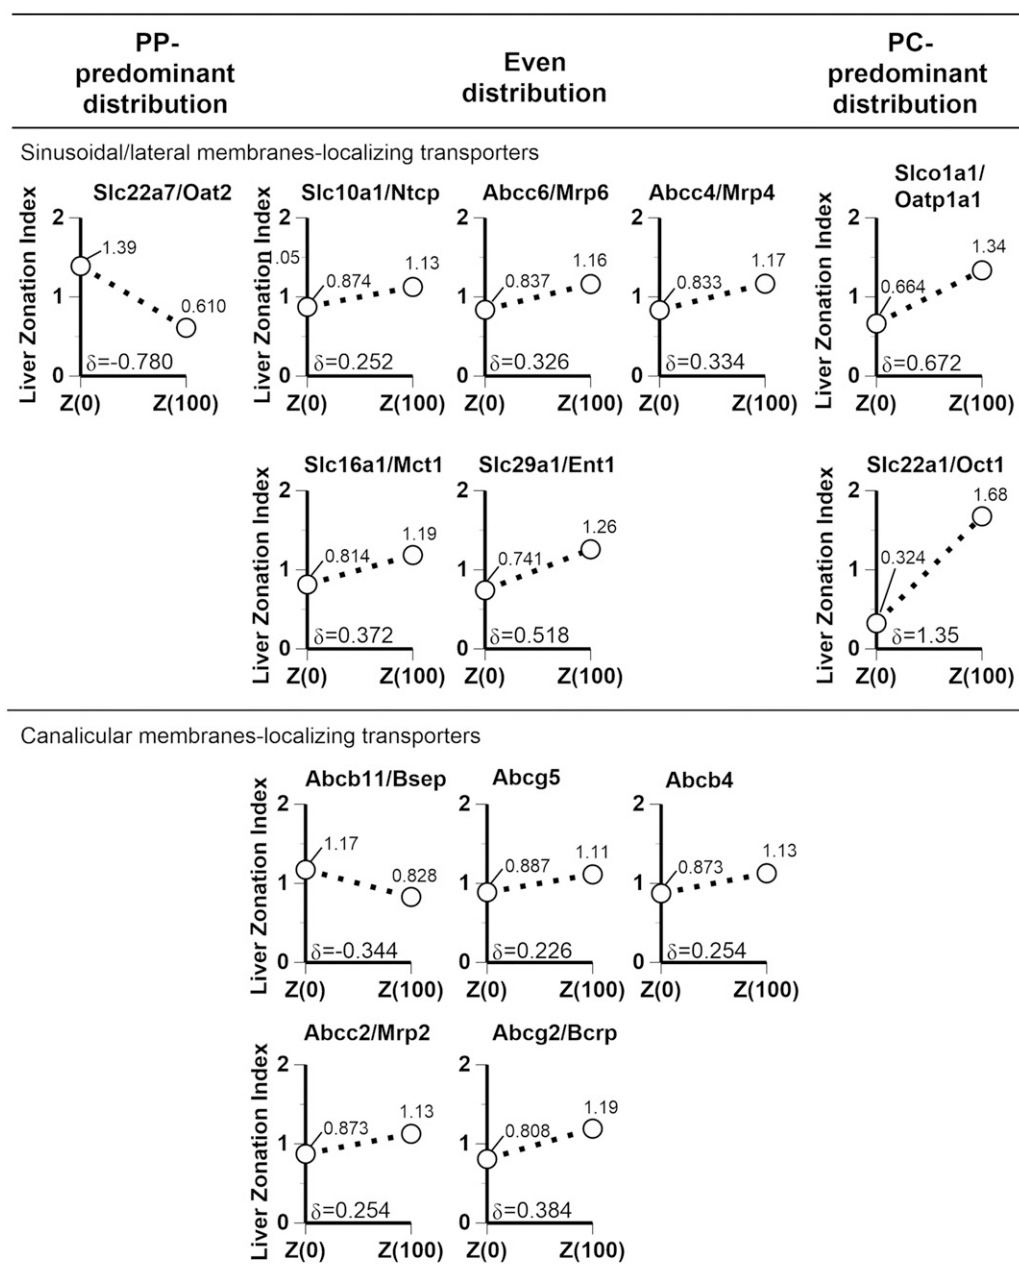 PP-
predominant
distribution
Even
distribution
PC-
predominant
distribution
Sinusoidal/lateral membranes-localizing transporters
Slc22a7/Oat2
Liver Zonation Index
2
1
0
1.39
0.610
δ=-0.780
Z(0) Z(100)
Slc10a1/Ntcp
Liver Zonation Index
2
1
0
.05
0.874
1.13
δ=0.252
Z(0) Z(100)
Abcc6/Mrp6
2
1
0
0.837
1.16
δ=0.326
Z(0) Z(100)
Abcc4/Mrp4
2
1
0
0.833
1.17
δ=0.334
Z(0) Z(100)
Slco1a1/
Oatp1a1
Liver Zonation Index
2
1
0
0.664
1.34
δ=0.672
Z(0) Z(100)
Slc16a1/Mct1
Liver Zonation Index
2
1
0
0.814
1.19
δ=0.372
Z(0) Z(100)
Slc29a1/Ent1
2
1
0
0.741
1.26
δ=0.518
Z(0) Z(100)
Slc22a1/Oct1
Liver Zonation Index
2
1
0
0.324
1.68
δ=1.35
Z(0) Z(100)
Canalicular membranes-localizing transporters
Abcb11/Bsep
Liver Zonation Index
2
1
0
1.17
0.828
δ=-0.344
Z(0) Z(100)
Abcg5
2
1
0
0.887
1.11
δ=0.226
Z(0) Z(100)
Abcb4
2
1
0
0.873
1.13
δ=0.254
Z(0) Z(100)
Abcc2/Mrp2
Liver Zonation Index
2
1
0
0.873
1.13
δ=0.254
Z(0) Z(100)
Abcg2/Bcrp
2
1
0
0.808
1.19
δ=0.384
Z(0) Z(100)